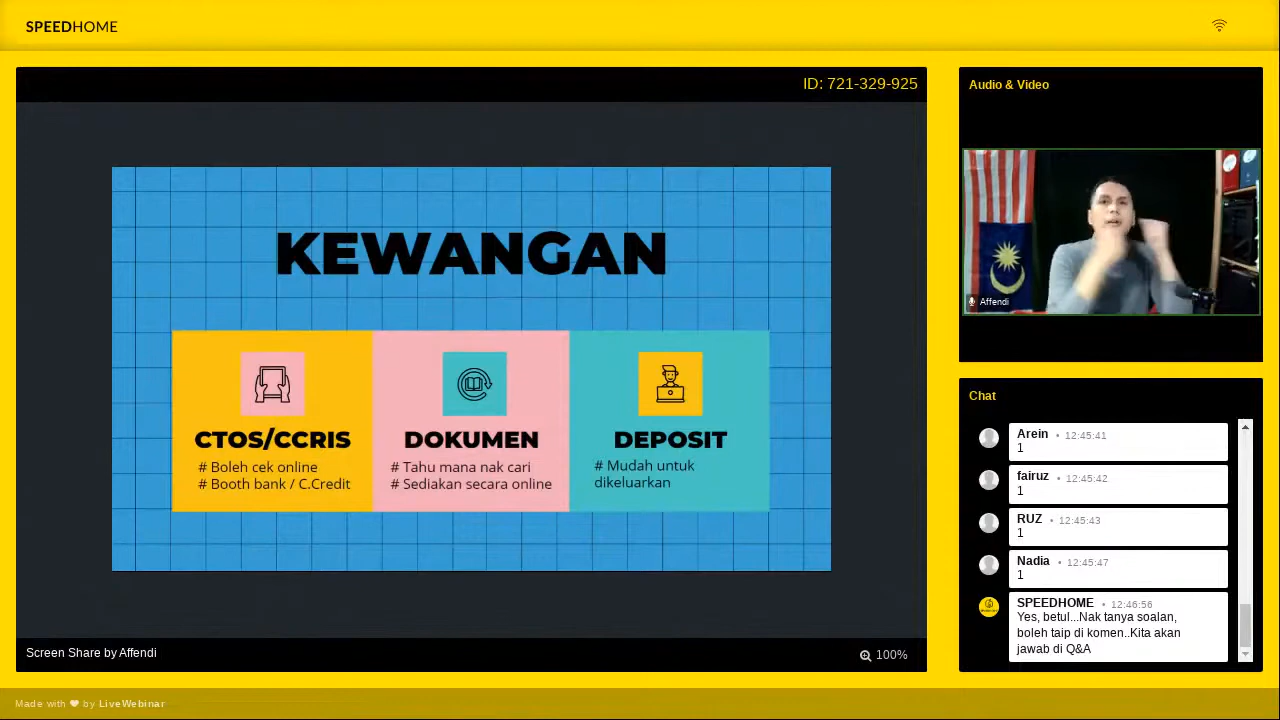 SPEEDHOME
ID: 721-329-925
KEWANGAN
CTOS/CCRIS
# Boleh cek online
# Booth bank / C.Credit
DOKUMEN
# Tahu mana nak cari
# Sediakan secara online
DEPOSIT
# Mudah untuk
dikeluarkan
Screen Share by Affendi
100%
Audio & Video
Affendi
Chat
Arein • 12:45:41
1
fairuz • 12:45:42
1
RUZ • 12:45:43
1
Nadia • 12:45:47
1
SPEEDHOME • 12:46:56
Yes, betul...Nak tanya soalan,
boleh taip di komen..Kita akan
jawab di Q&A
Made with ❤ by LiveWebinar